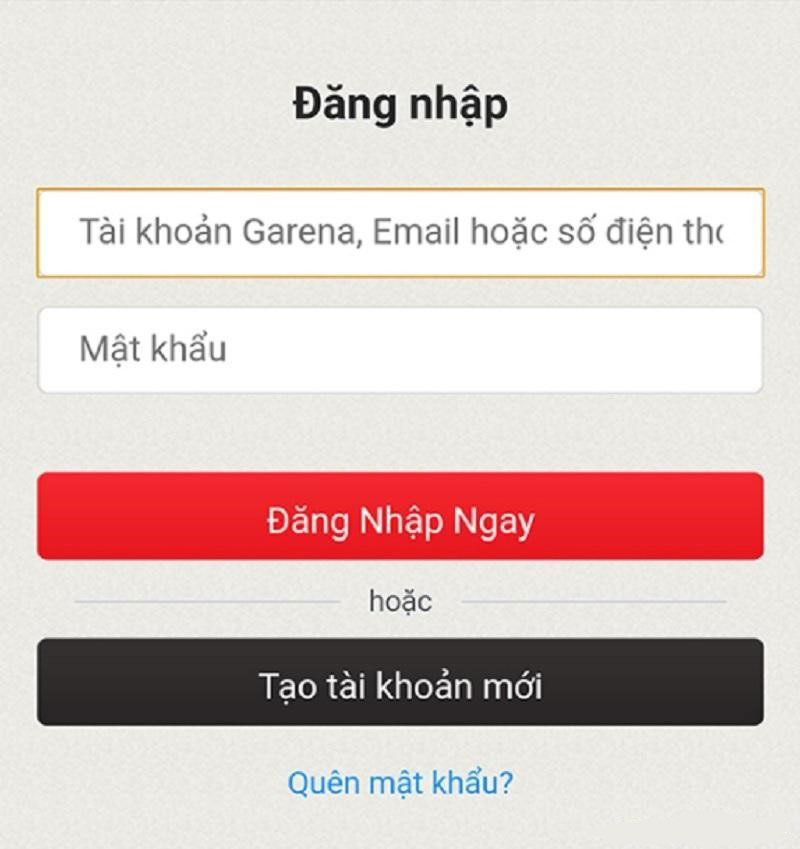 Đăng nhập
Tài khoản Garena, Email hoặc số điện
Mật khẩu
Đăng Nhập Ngay
hoặc
Tạo tài khoản mới
Quên mật khẩu?